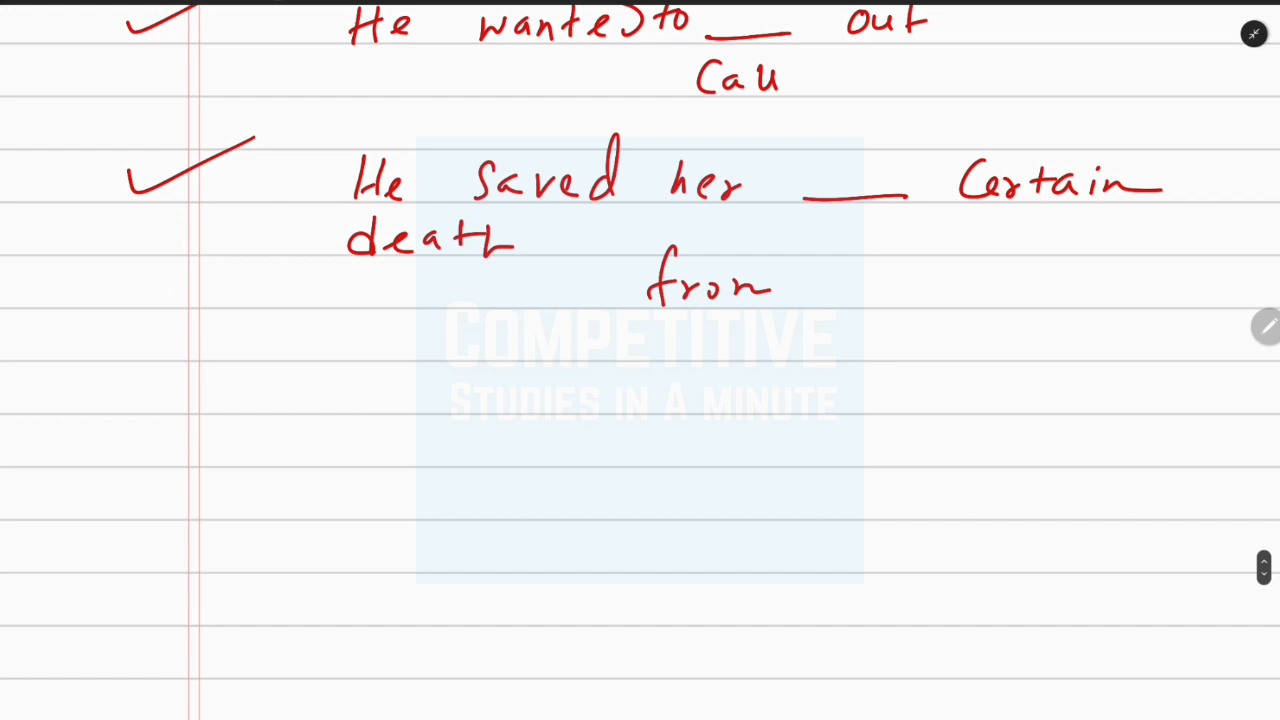 He wanted to ___ out
Call
He saved her ___ Certain
death
from
COMPETITIVE
STUDIES IN A MINUTE